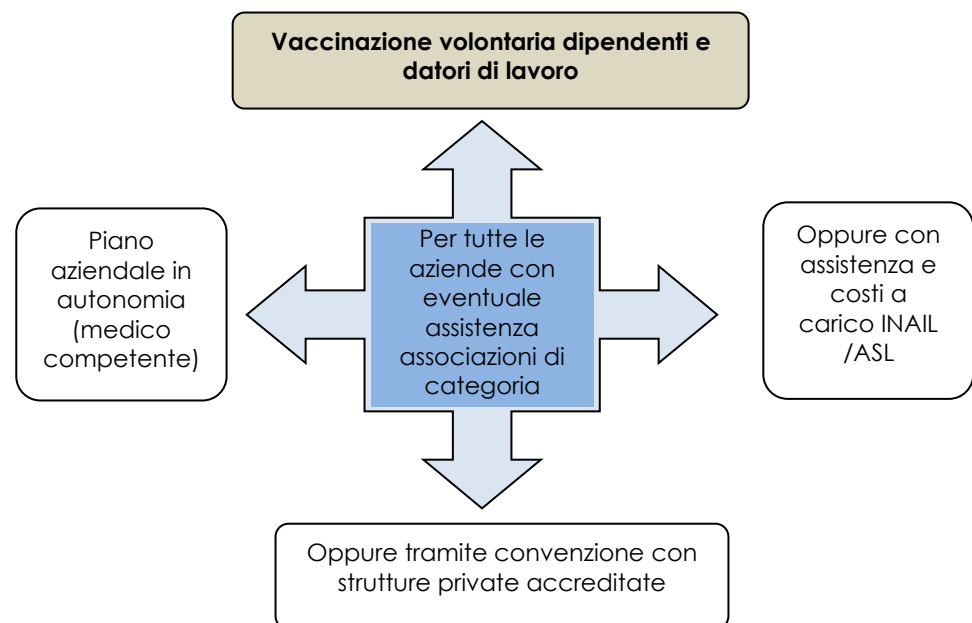 Vaccinazione volontaria dipendenti e
datori di lavoro
Piano
aziendale in
autonomia
(medico
competente)
Per tutte le
aziende con
eventuale
assistenza
associazioni di
categoria
Oppure con
assistenza e
costi a
carico INAIL
/ASL
Oppure tramite convenzione con
strutture private accreditate